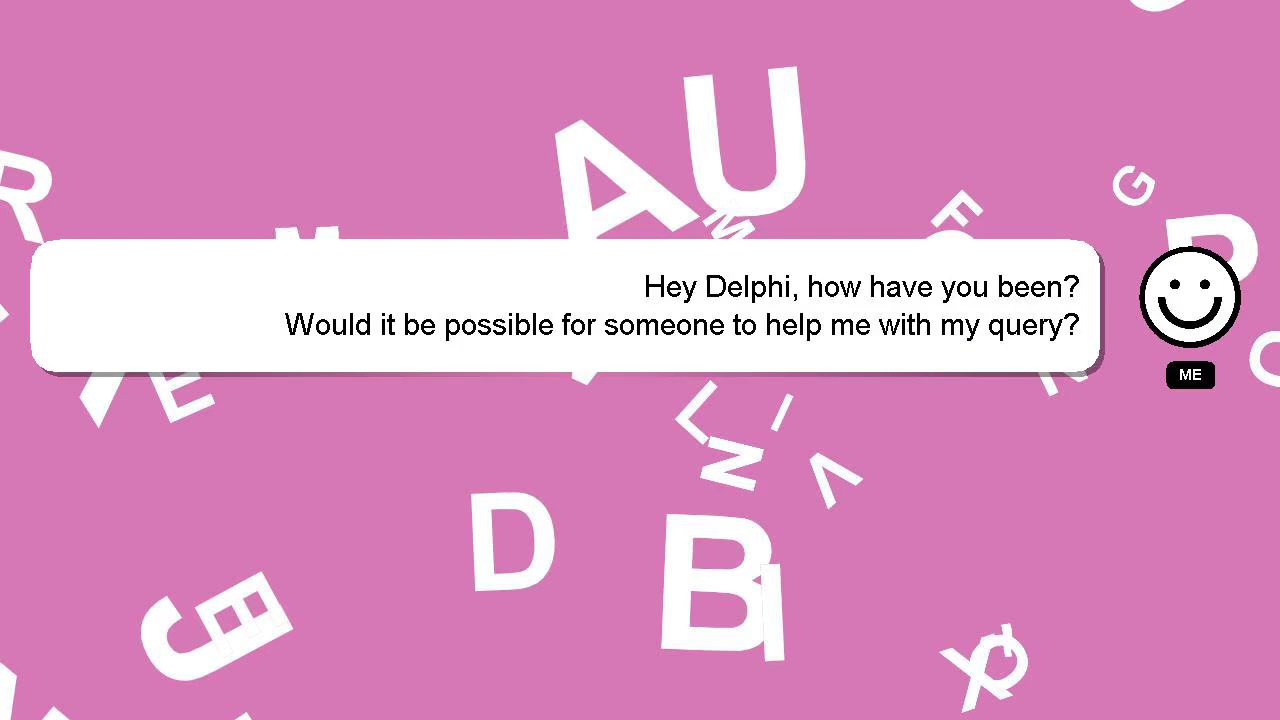 Hey Delphi, how have you been?
Would it be possible for someone to help me with my query?
ME
A
U
M
F
G
R
E
L
I
N
V
D
B
I
J
E
X
Q